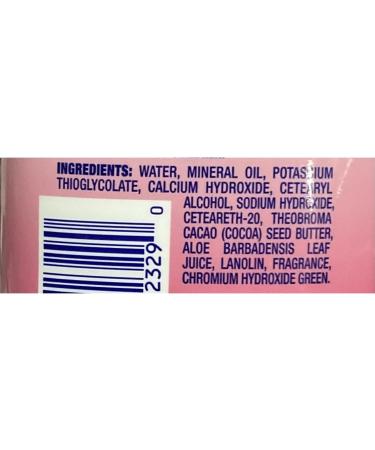 INGREDIENTS: WATER, MINERAL OIL, POTASSIUM
THIOGLYCOLATE, CALCIUM HYDROXIDE, CETEARYL
ALCOHOL, SODIUM HYDROXIDE,
CETEARETH-20, THEOBROMA
CACAO (COCOA) SEED BUTTER,
ALOE BARBADENSIS LEAF
JUICE, LANOLIN, FRAGRANCE,
CHROMIUM HYDROXIDE GREEN.
2329 0